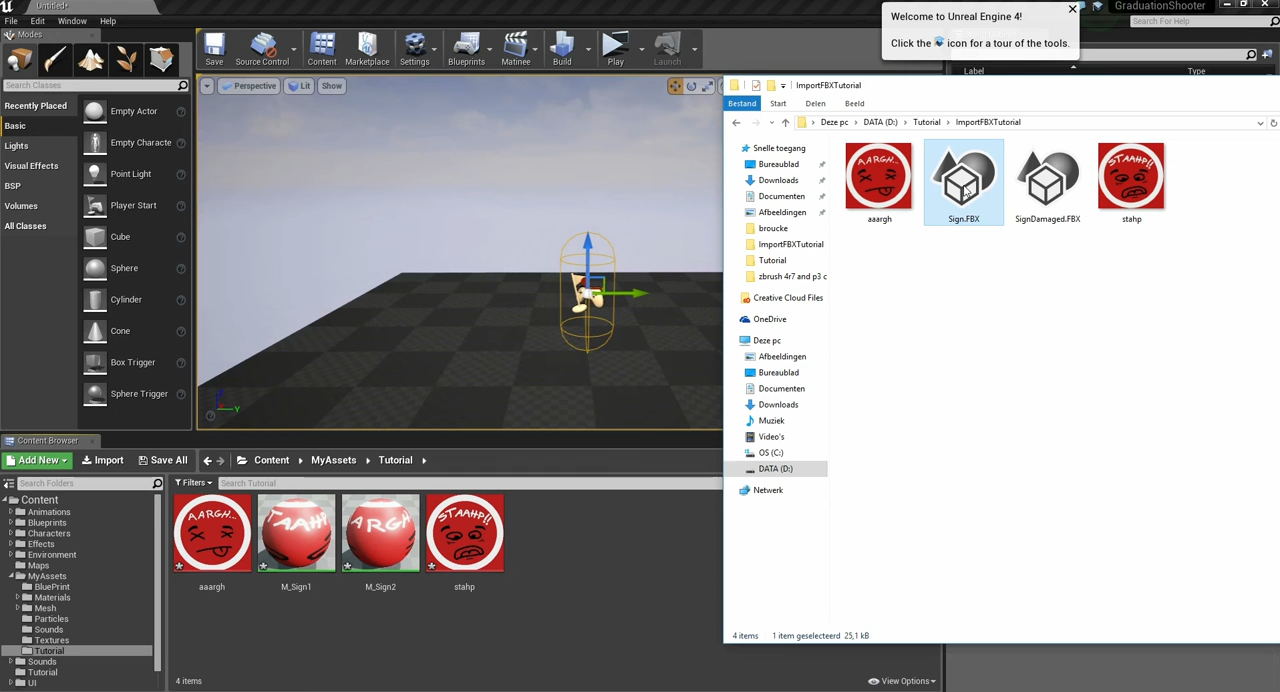 Untitled*
GraduationShooter
File Edit Window Help
Search For Help
Welcome to Unreal Engine 4!
Click the icon for a tour of the tools.
Modes
Search Classes
Save Source Control Content Marketplace Settings Blueprints Matinee Build Play Launch
Label Type
Recently Placed
Basic
Lights
Visual Effects
BSP
Volumes
All Classes
Empty Actor
Empty Characte
Point Light
Player Start
Cube
Sphere
Cylinder
Cone
Box Trigger
Sphere Trigger
Perspective Lit Show
Y
ImportFBXTutorial
Bestand Start Delen Beeld
Deze pc > DATA (D:) > Tutorial > ImportFBXTutorial
Snelle toegang
Bureaublad
Downloads
Documenten
Afbeeldingen
broucke
ImportFBXTutorial
Tutorial
zbrush 4r7 and p3 c
Creative Cloud Files
OneDrive
Deze pc
Afbeeldingen
Bureaublad
Documenten
Downloads
Muziek
Video's
OS (C:)
DATA (D:)
Netwerk
AARGH...
STAAHP!!
aaargh Sign.FBX SignDamaged.FBX stahp
4 items 1 item geselecteerd 25,1 kB
Content Browser
Add New Import Save All Content MyAssets Tutorial
Search Folders
Filters Search Tutorial
Content
Animations
Blueprints
Characters
Effects
Environment
Maps
MyAssets
BluePrint
Materials
Mesh
Particles
Sounds
Textures
Tutorial
Sounds
Tutorial
UI
AARGH...
TAAHP
ARGH
STAAHP!!
aaargh M_Sign1 M_Sign2 stahp
4 items View Options